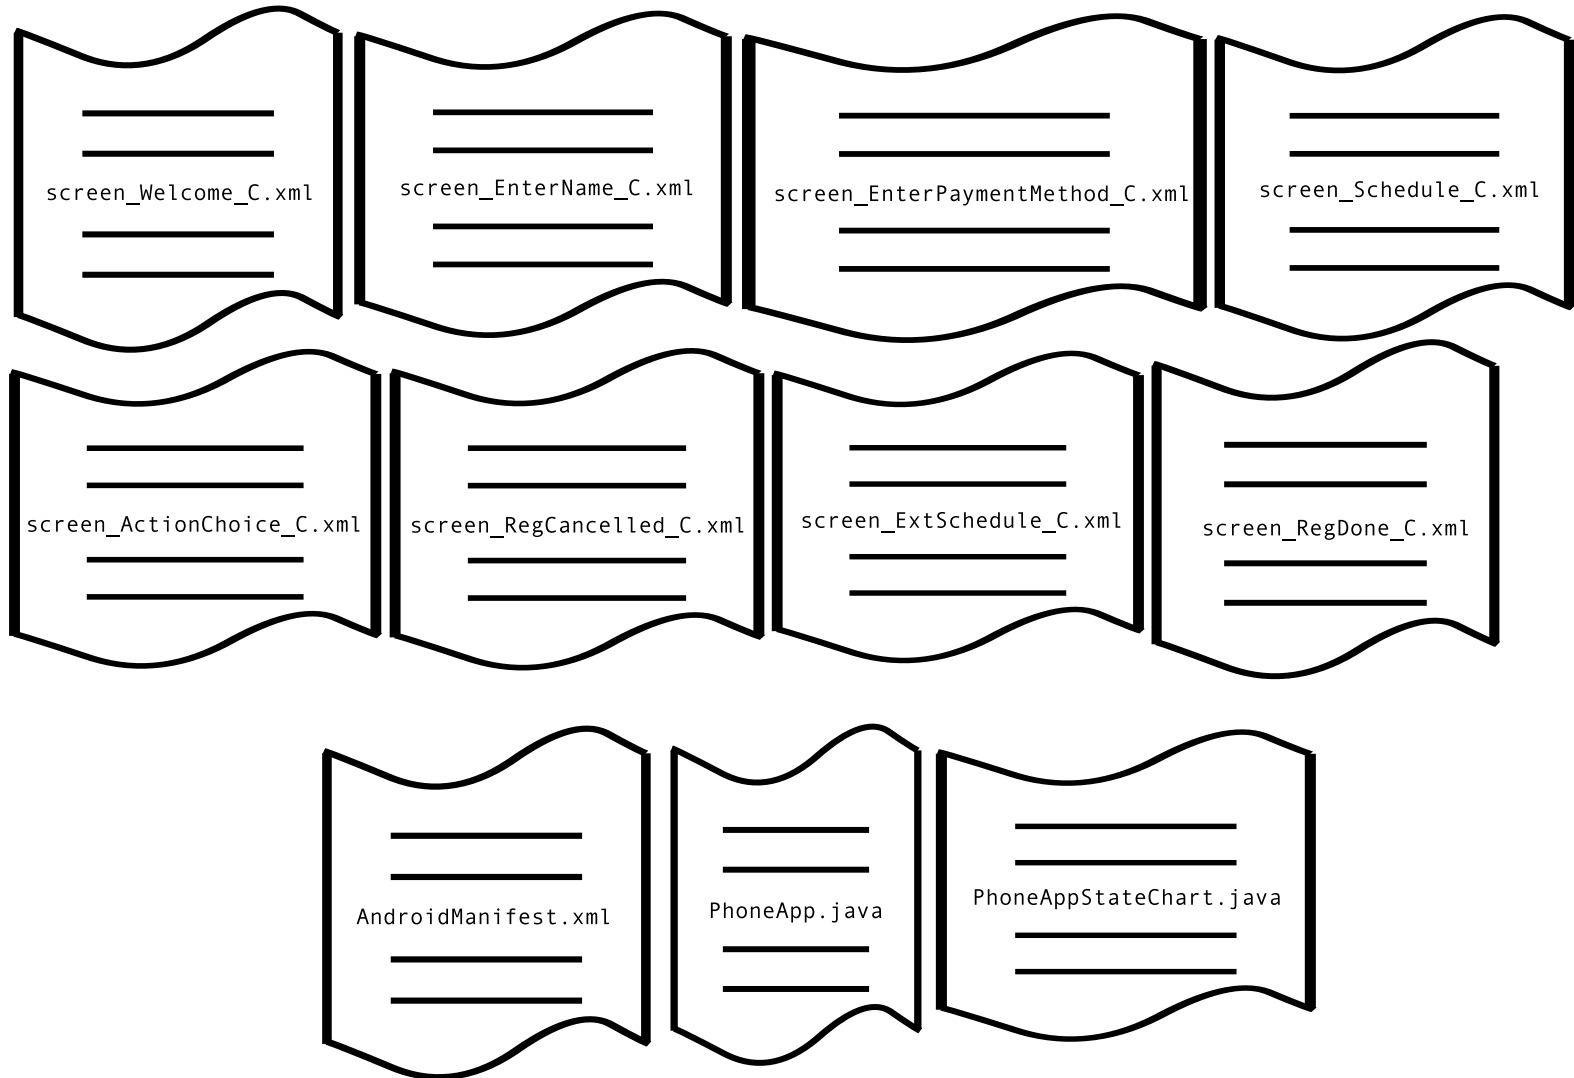 screen_Welcome_C.xml
screen_EnterName_C.xml
screen_EnterPaymentMethod_C.xml
screen_Schedule_C.xml
screen_ActionChoice_C.xml
screen_RegCancelled_C.xml
screen_ExtSchedule_C.xml
screen_RegDone_C.xml
AndroidManifest.xml
PhoneApp.java
PhoneAppStateChart.java